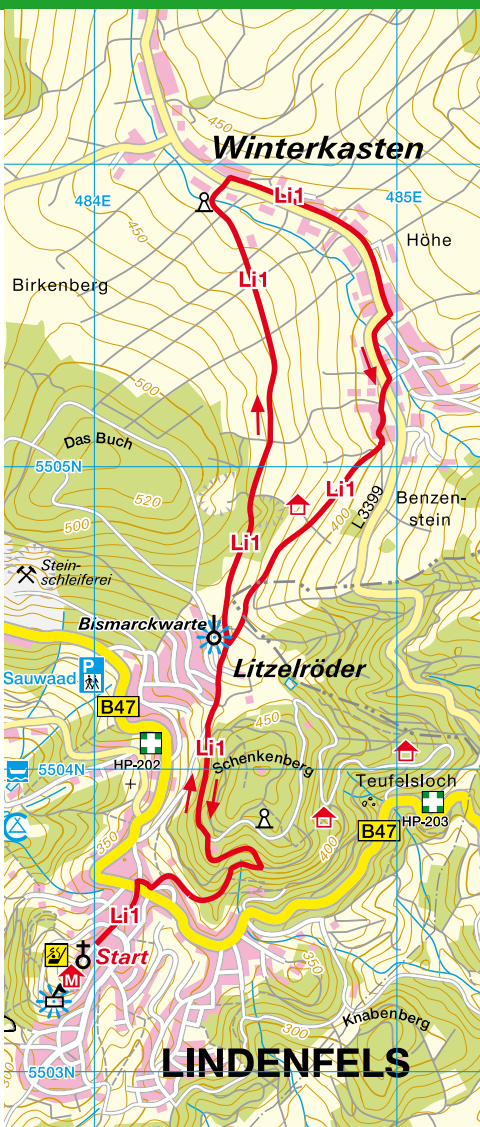 450
Winterkasten
484E
Li1
485E
450
Höhe
Li1
Birkenberg
500
Das Buch
5505N
Li1
520
400
L3399
Benzen-
stein
500
Li1
Stein-
schleiferei
Bismarckwarte
Litzelröder
Sauwaad
P
B47
450
Li1
HP-202
Schenkenberg
5504N
Teufelsloch
HP-203
B47
350
400
Li1
Start
M
350
300
Knabenberg
LINDENFELS
5503N